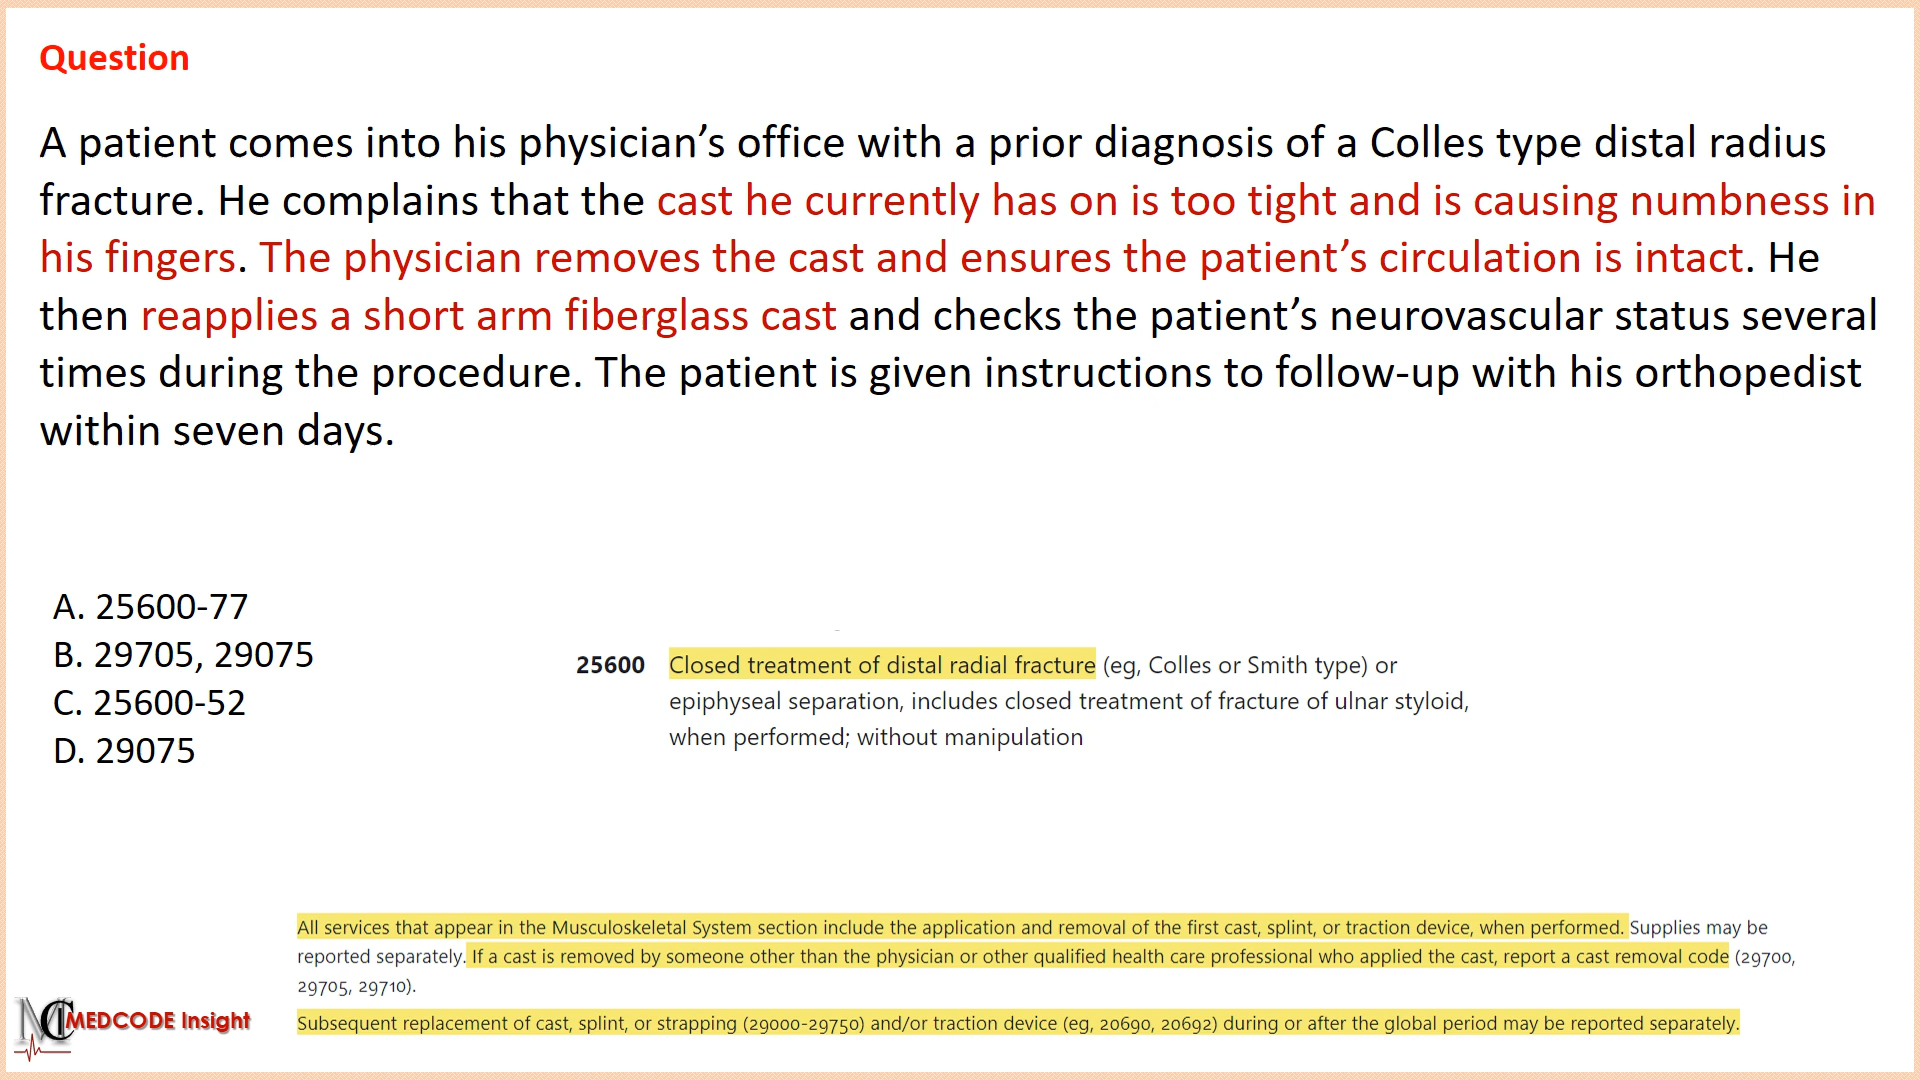 Question
A patient comes into his physician’s office with a prior diagnosis of a Colles type distal radius
fracture. He complains that the cast he currently has on is too tight and is causing numbness in
his fingers. The physician removes the cast and ensures the patient’s circulation is intact. He
then reapplies a short arm fiberglass cast and checks the patient’s neurovascular status several
times during the procedure. The patient is given instructions to follow-up with his orthopedist
within seven days.
A. 25600-77
B. 29705, 29075
C. 25600-52
D. 29075
25600 Closed treatment of distal radial fracture (eg, Colles or Smith type) or
epiphyseal separation, includes closed treatment of fracture of ulnar styloid,
when performed; without manipulation
All services that appear in the Musculoskeletal System section include the application and removal of the first cast, splint, or traction device, when performed. Supplies may be
reported separately. If a cast is removed by someone other than the physician or other qualified health care professional who applied the cast, report a cast removal code (29700,
29705, 29710).
Subsequent replacement of cast, splint, or strapping (29000-29750) and/or traction device (eg, 20690, 20692) during or after the global period may be reported separately.
MC MEDCODE Insight